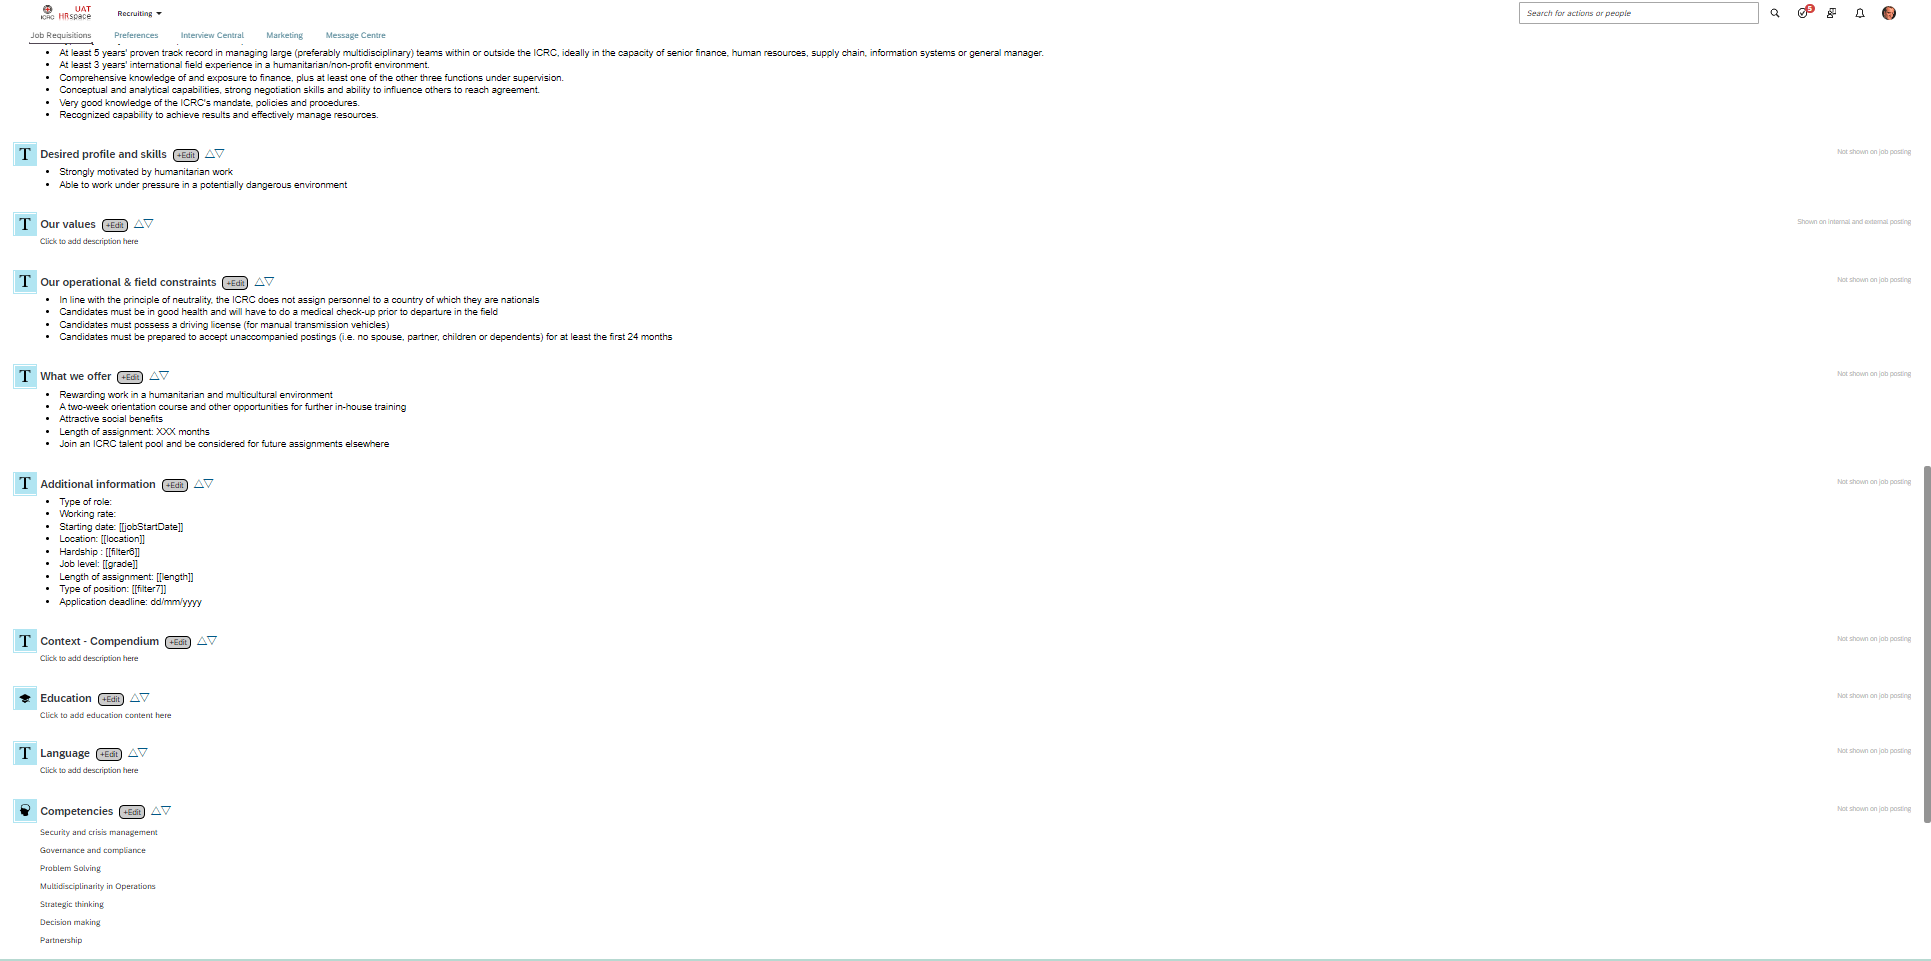 ICRC
UAT
HRspace
Recruiting
Search for actions or people
5
Job Requisitions
Preferences
Interview Central
Marketing
Message Centre
At least 5 years' proven track record in managing large (preferably multidisciplinary) teams within or outside the ICRC, ideally in the capacity of senior finance, human resources, supply chain, information systems or general manager.
At least 3 years' international field experience in a humanitarian/non-profit environment.
Comprehensive knowledge of and exposure to finance, plus at least one of the other three functions under supervision.
Conceptual and analytical capabilities, strong negotiation skills and ability to influence others to reach agreement.
Very good knowledge of the ICRC's mandate, policies and procedures.
Recognized capability to achieve results and effectively manage resources.
T Desired profile and skills +Edit
Not shown on job posting
Strongly motivated by humanitarian work
Able to work under pressure in a potentially dangerous environment
T Our values +Edit
Shown on internal and external posting
Click to add description here
T Our operational & field constraints +Edit
Not shown on job posting
In line with the principle of neutrality, the ICRC does not assign personnel to a country of which they are nationals
Candidates must be in good health and will have to do a medical check-up prior to departure in the field
Candidates must possess a driving license (for manual transmission vehicles)
Candidates must be prepared to accept unaccompanied postings (i.e. no spouse, partner, children or dependents) for at least the first 24 months
T What we offer +Edit
Not shown on job posting
Rewarding work in a humanitarian and multicultural environment
A two-week orientation course and other opportunities for further in-house training
Attractive social benefits
Length of assignment: XXX months
Join an ICRC talent pool and be considered for future assignments elsewhere
T Additional information +Edit
Not shown on job posting
Type of role:
Working rate:
Starting date: [[jobStartDate]]
Location: [[location]]
Hardship : [[filter6]]
Job level: [[grade]]
Length of assignment: [[length]]
Type of position: [[filter7]]
Application deadline: dd/mm/yyyy
T Context - Compendium +Edit
Not shown on job posting
Click to add description here
Education +Edit
Not shown on job posting
Click to add education content here
T Language +Edit
Not shown on job posting
Click to add description here
Competencies +Edit
Not shown on job posting
Security and crisis management
Governance and compliance
Problem Solving
Multidisciplinarity in Operations
Strategic thinking
Decision making
Partnership